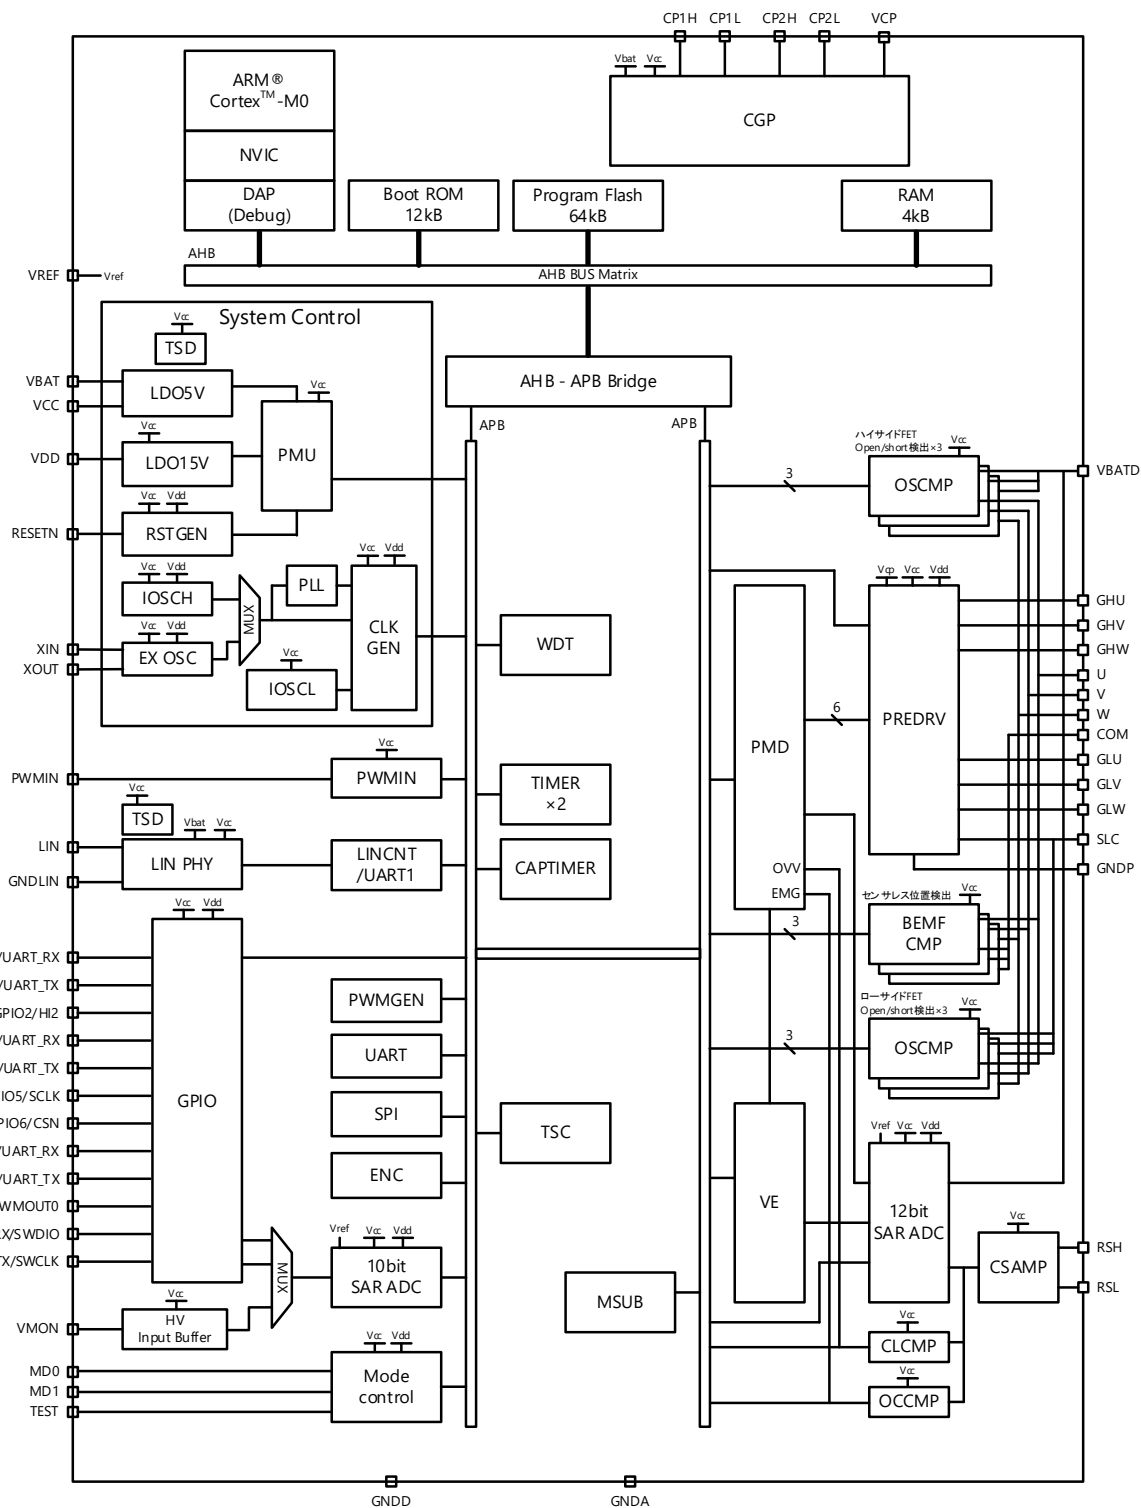 CP1H CP1L CP2H CP2L VCP
Vbat Vcc
CGP
ARM®
Cortex™-M0
NVIC
DAP
(Debug)
Boot ROM
12kB
Program Flash
64kB
RAM
4kB
AHB
AHB BUS Matrix
VREF
Vref
System Control
Vcc
TSD
VBAT
VCC
LDO5V
Vcc
PMU
VDD
Vcc
LDO15V
RESETN
Vcc Vdd
RSTGEN
Vcc Vdd
IOSCH
MUX
PLL
Vcc Vdd
CLK
GEN
XIN
XOUT
Vcc Vdd
EX OSC
Vcc
IOSCL
AHB - APB Bridge
APB
APB
WDT
TIMER
×2
CAPTIMER
PWMIN
Vcc
PWMIN
Vcc
TSD
LIN
GNDLIN
Vbat Vcc
LIN PHY
LINCNT
/UART1
Vcc Vdd
GPIO
/UART_RX
/UART_TX
GPIO2/HI2
/UART_RX
/UART_TX
IO5/SCLK
PIO6/CSN
/UART_RX
/UART_TX
WMOUT0
RX/SWDIO
TX/SWCLK
PWMGEN
UART
SPI
ENC
TSC
MUX
Vref Vcc Vdd
10bit
SAR ADC
VMON
Vcc
HV
Input Buffer
MD0
MD1
TEST
Vcc Vdd
Mode
control
MSUB
ハイサイドFET
Open/short検出×3
Vcc
OSCMP
3
VBATD
PMD
OVV
EMG
6
Vcp Vcc Vdd
PREDRV
GHU
GHV
GHW
U
V
W
COM
GLU
GLV
GLW
SLC
GNDP
センサレス位置検出
Vcc
BEMF
CMP
3
ローサイドFET
Open/short検出×3
Vcc
OSCMP
3
VE
Vref Vcc Vdd
12bit
SAR ADC
Vcc
CSAMP
RSH
RSL
Vcc
CLCMP
Vcc
OCCMP
GNDD
GNDA